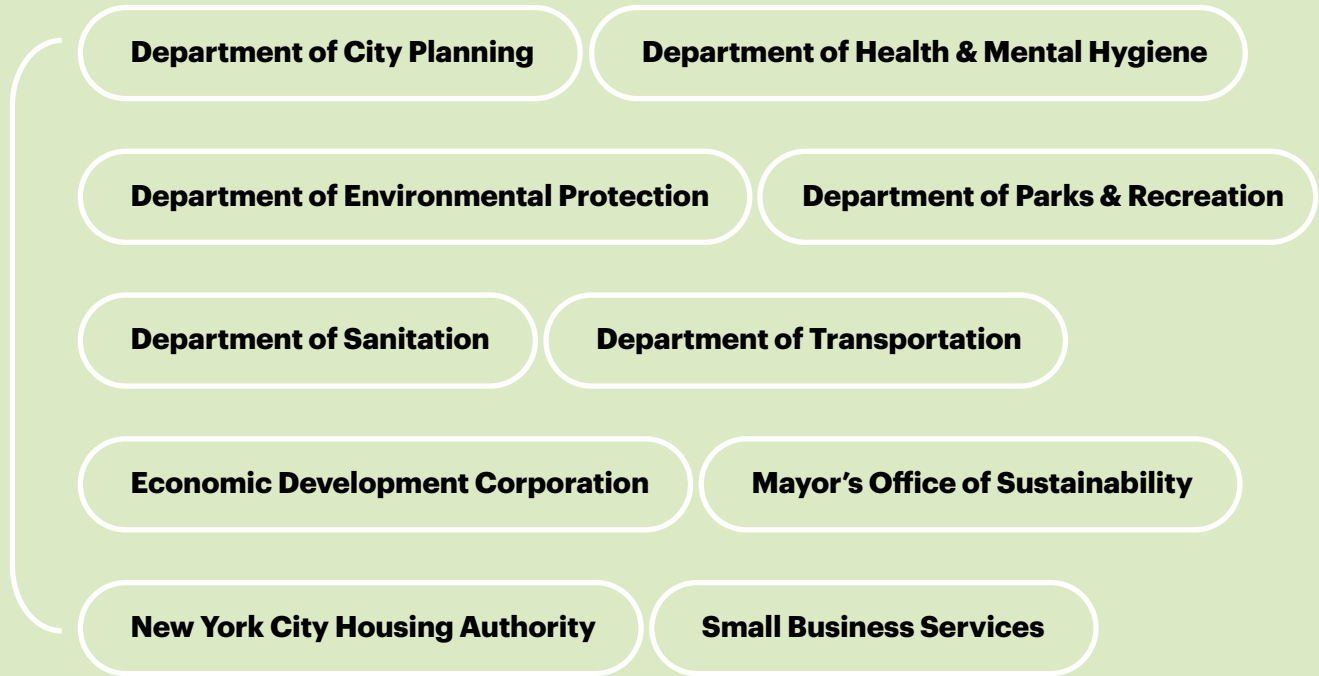 Department of City Planning
Department of Health & Mental Hygiene
Department of Environmental Protection
Department of Parks & Recreation
Department of Sanitation
Department of Transportation
Economic Development Corporation
Mayor’s Office of Sustainability
New York City Housing Authority
Small Business Services